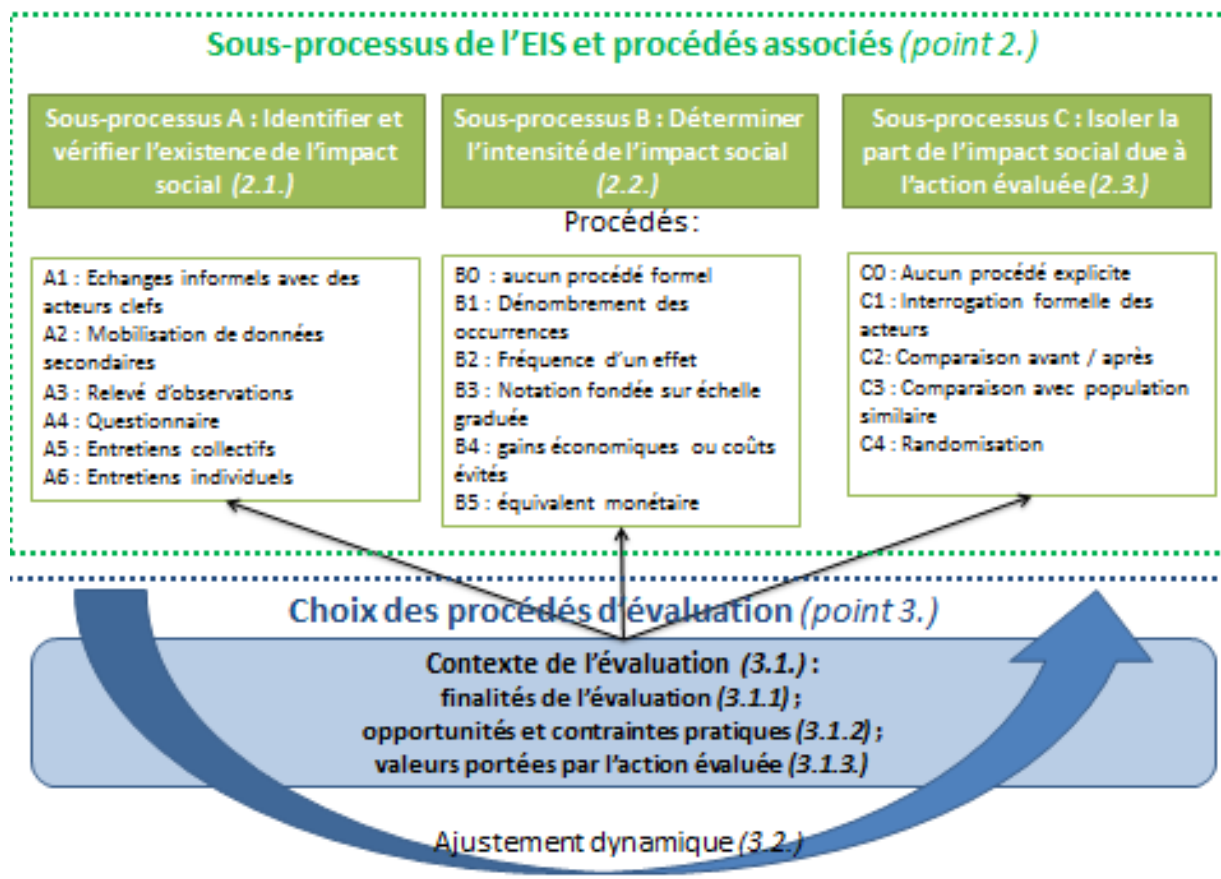 Sous-processus de l'EIS et procédés associés (point 2.)
Sous-processus A : Identifier et
vérifier l'existence de l'impact
social (2.1.)
Sous-processus B : Déterminer
l'intensité de l'impact social
(2.2.)
Sous-processus C : Isoler la
part de l'impact social due à
l'action évaluée (2.3.)
Procédés :
A1 : Echanges informels avec des
acteurs clefs
A2 : Mobilisation de données
secondaires
A3 : Relevé d'observations
A4 : Questionnaire
A5 : Entretiens collectifs
A6 : Entretiens individuels
B0 : aucun procédé formel
B1 : Dénombrement des
occurrences
B2 : Fréquence d'un effet
B3 : Notation fondée sur échelle
graduée
B4 : gains économiques ou coûts
évités
B5 : équivalent monétaire
C0 : Aucun procédé explicite
C1 : Interrogation formelle des
acteurs
C2: Comparaison avant / après
C3 : Comparaison avec population
similaire
C4 : Randomisation
Choix des procédés d'évaluation (point 3.)
Contexte de l'évaluation (3.1.) :
finalités de l'évaluation (3.1.1) ;
opportunités et contraintes pratiques (3.1.2) ;
valeurs portées par l'action évaluée (3.1.3.)
Ajustement dynamique (3.2.)